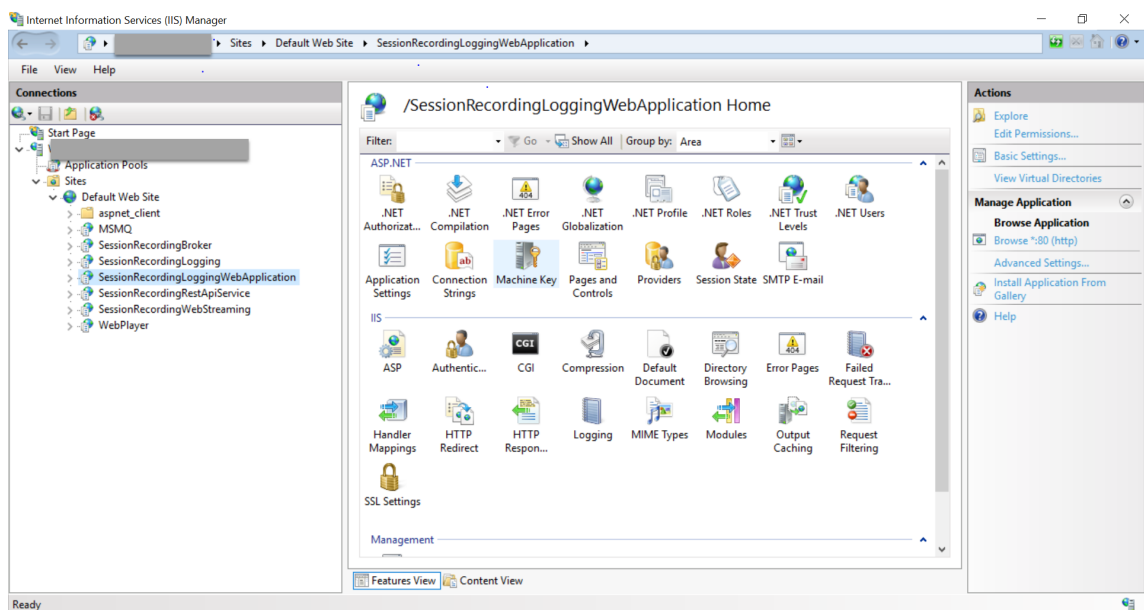 Internet Information Services (IIS) Manager
Sites Default Web Site SessionRecordingLoggingWebApplication
File View Help
Connections
Start Page
Application Pools
Sites
Default Web Site
aspnet_client
MSMQ
SessionRecordingBroker
SessionRecordingLogging
SessionRecordingLoggingWebApplication
SessionRecordingRestApiService
SessionRecordingWebStreaming
WebPlayer
/SessionRecordingLoggingWebApplication Home
Filter: Go Show All Group by: Area
ASP.NET
.NET Authorizat...
.NET Compilation
.NET Error Pages
.NET Globalization
.NET Profile
.NET Roles
.NET Trust Levels
.NET Users
Application Settings
Connection Strings
Machine Key
Pages and Controls
Providers
Session State
SMTP E-mail
IIS
ASP
Authentic...
CGI
CGI
Compression
Default Document
Directory Browsing
404
Error Pages
Failed Request Tra...
Handler Mappings
HTTP Redirect
HTTP Respon...
Logging
MIME Types
Modules
Output Caching
Request Filtering
SSL Settings
Management
Features View Content View
Actions
Explore
Edit Permissions...
Basic Settings...
View Virtual Directories
Manage Application
Browse Application
Browse *:80 (http)
Advanced Settings...
Install Application From
Gallery
Help
Ready